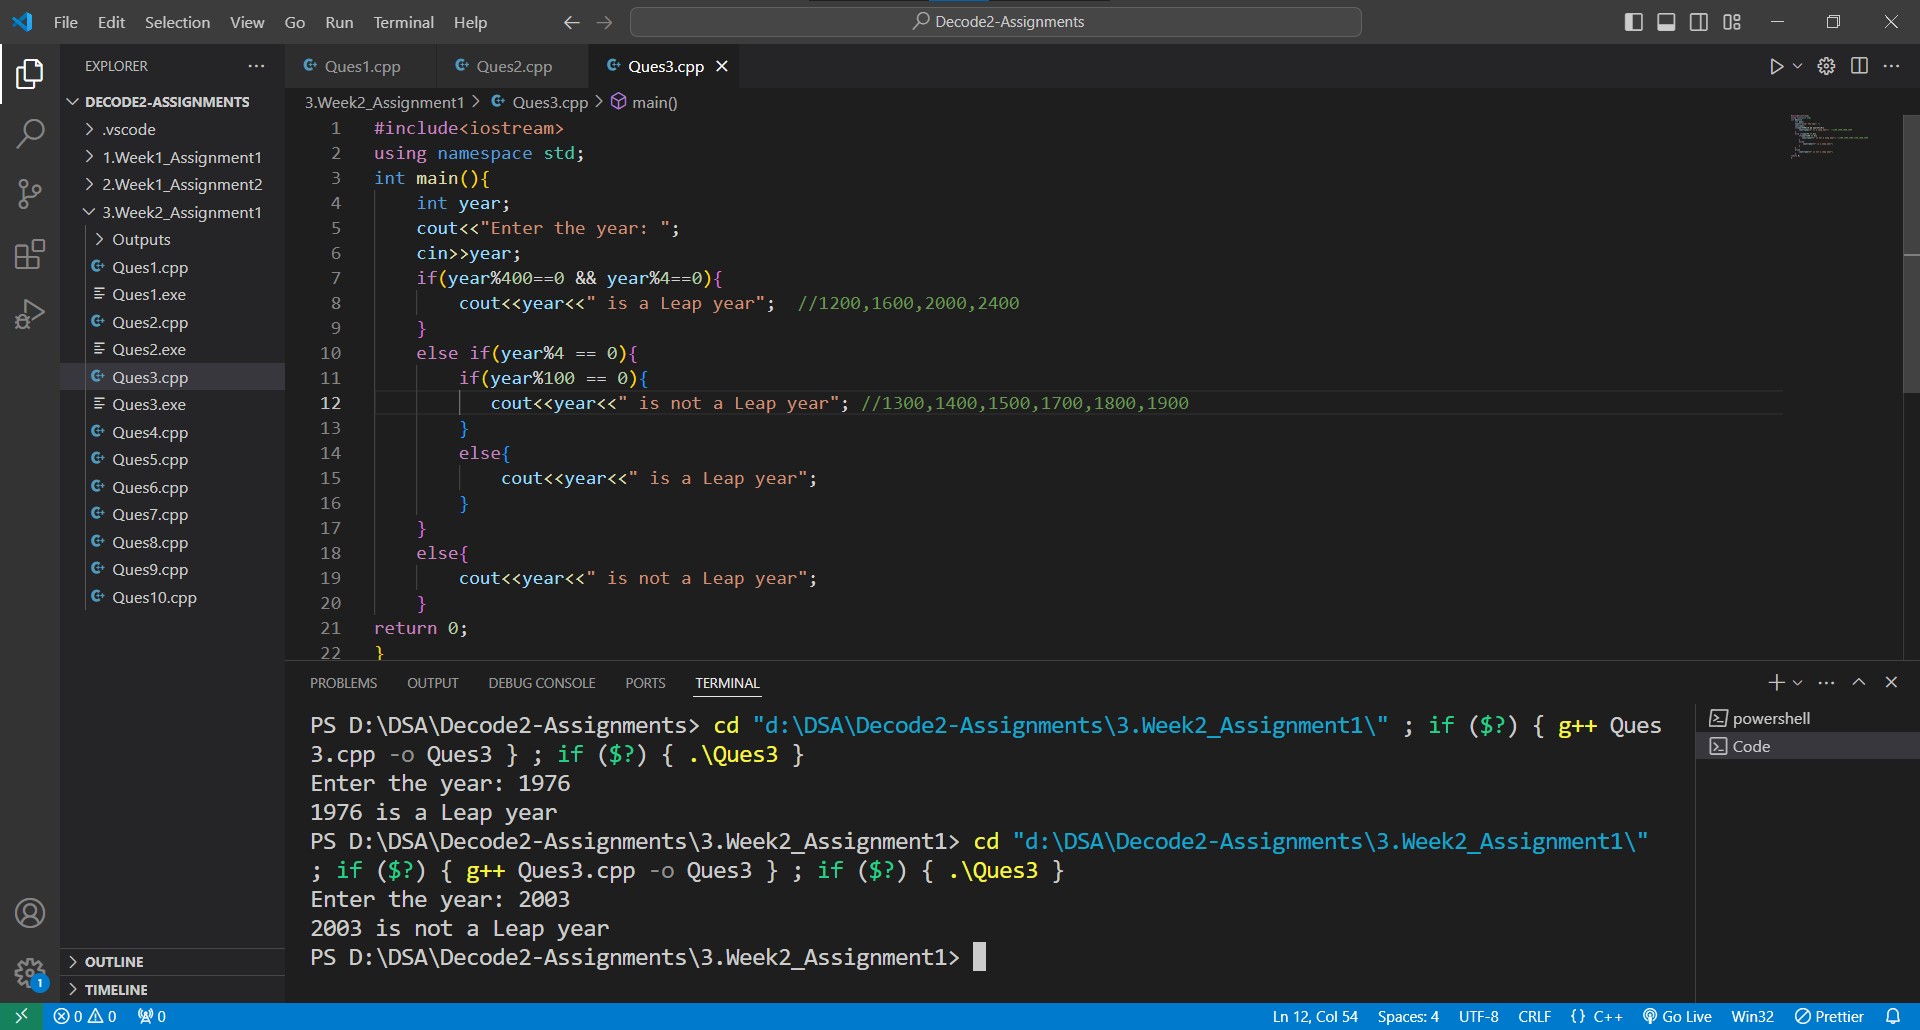 File Edit Selection View Go Run Terminal Help
Decode2-Assignments
EXPLORER
DECODE2-ASSIGNMENTS
.vscode
1.Week1_Assignment1
2.Week1_Assignment2
3.Week2_Assignment1
Outputs
Ques1.cpp
Ques1.exe
Ques2.cpp
Ques2.exe
Ques3.cpp
Ques3.exe
Ques4.cpp
Ques5.cpp
Ques6.cpp
Ques7.cpp
Ques8.cpp
Ques9.cpp
Ques10.cpp
OUTLINE
TIMELINE
Ques1.cpp Ques2.cpp Ques3.cpp
3.Week2_Assignment1 > Ques3.cpp > main()
1 #include<iostream>
2 using namespace std;
3 int main(){
4 int year;
5 cout<<"Enter the year: ";
6 cin>>year;
7 if(year%400==0 && year%4==0){
8 cout<<year<<" is a Leap year"; //1200,1600,2000,2400
9 }
10 else if(year%4 == 0){
11 if(year%100 == 0){
12 cout<<year<<" is not a Leap year"; //1300,1400,1500,1700,1800,1900
13 }
14 else{
15 cout<<year<<" is a Leap year";
16 }
17 }
18 else{
19 cout<<year<<" is not a Leap year";
20 }
21 return 0;
22 }
PROBLEMS OUTPUT DEBUG CONSOLE PORTS TERMINAL
PS D:\DSA\Decode2-Assignments> cd "d:\DSA\Decode2-Assignments\3.Week2_Assignment1\" ; if ($?) { g++ Ques
3.cpp -o Ques3 } ; if ($?) { .\Ques3 }
Enter the year: 1976
1976 is a Leap year
PS D:\DSA\Decode2-Assignments\3.Week2_Assignment1> cd "d:\DSA\Decode2-Assignments\3.Week2_Assignment1\"
; if ($?) { g++ Ques3.cpp -o Ques3 } ; if ($?) { .\Ques3 }
Enter the year: 2003
2003 is not a Leap year
PS D:\DSA\Decode2-Assignments\3.Week2_Assignment1>
powershell
Code
1
0 0 0 Ln 12, Col 54 Spaces: 4 UTF-8 CRLF {} C++ Go Live Win32 Prettier